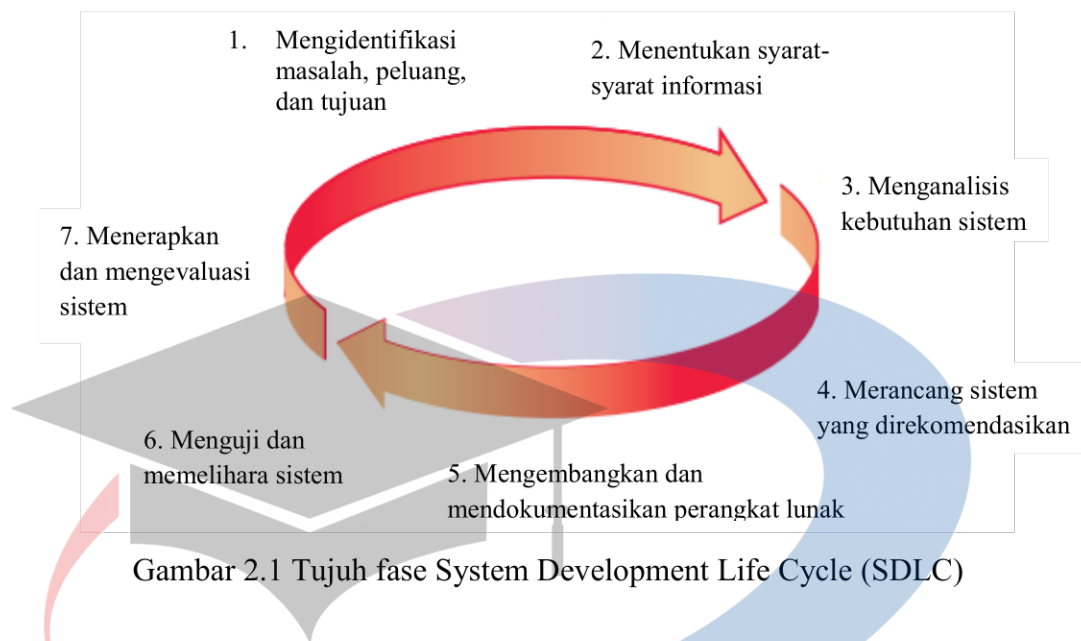 1. Mengidentifikasi
masalah, peluang,
dan tujuan
2. Menentukan syarat-
syarat informasi
3. Menganalisis
kebutuhan sistem
7. Menerapkan
dan mengevaluasi
sistem
4. Merancang sistem
yang direkomendasikan
6. Menguji dan
memelihara sistem
5. Mengembangkan dan
mendokumentasikan perangkat lunak
Gambar 2.1 Tujuh fase System Development Life Cycle (SDLC)